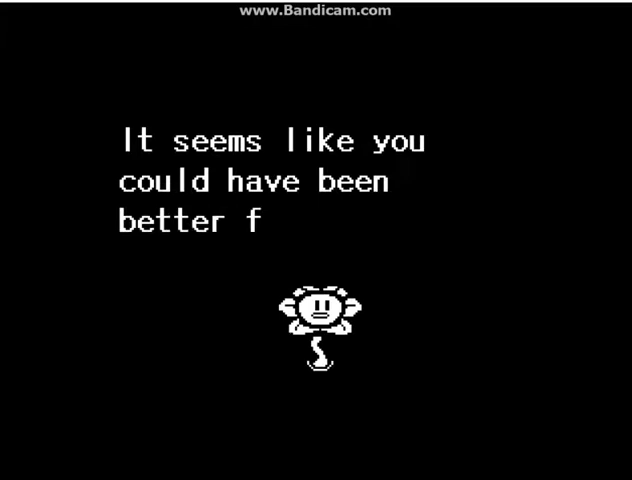 www.Bandicam.com
It seems like you
could have been
better f